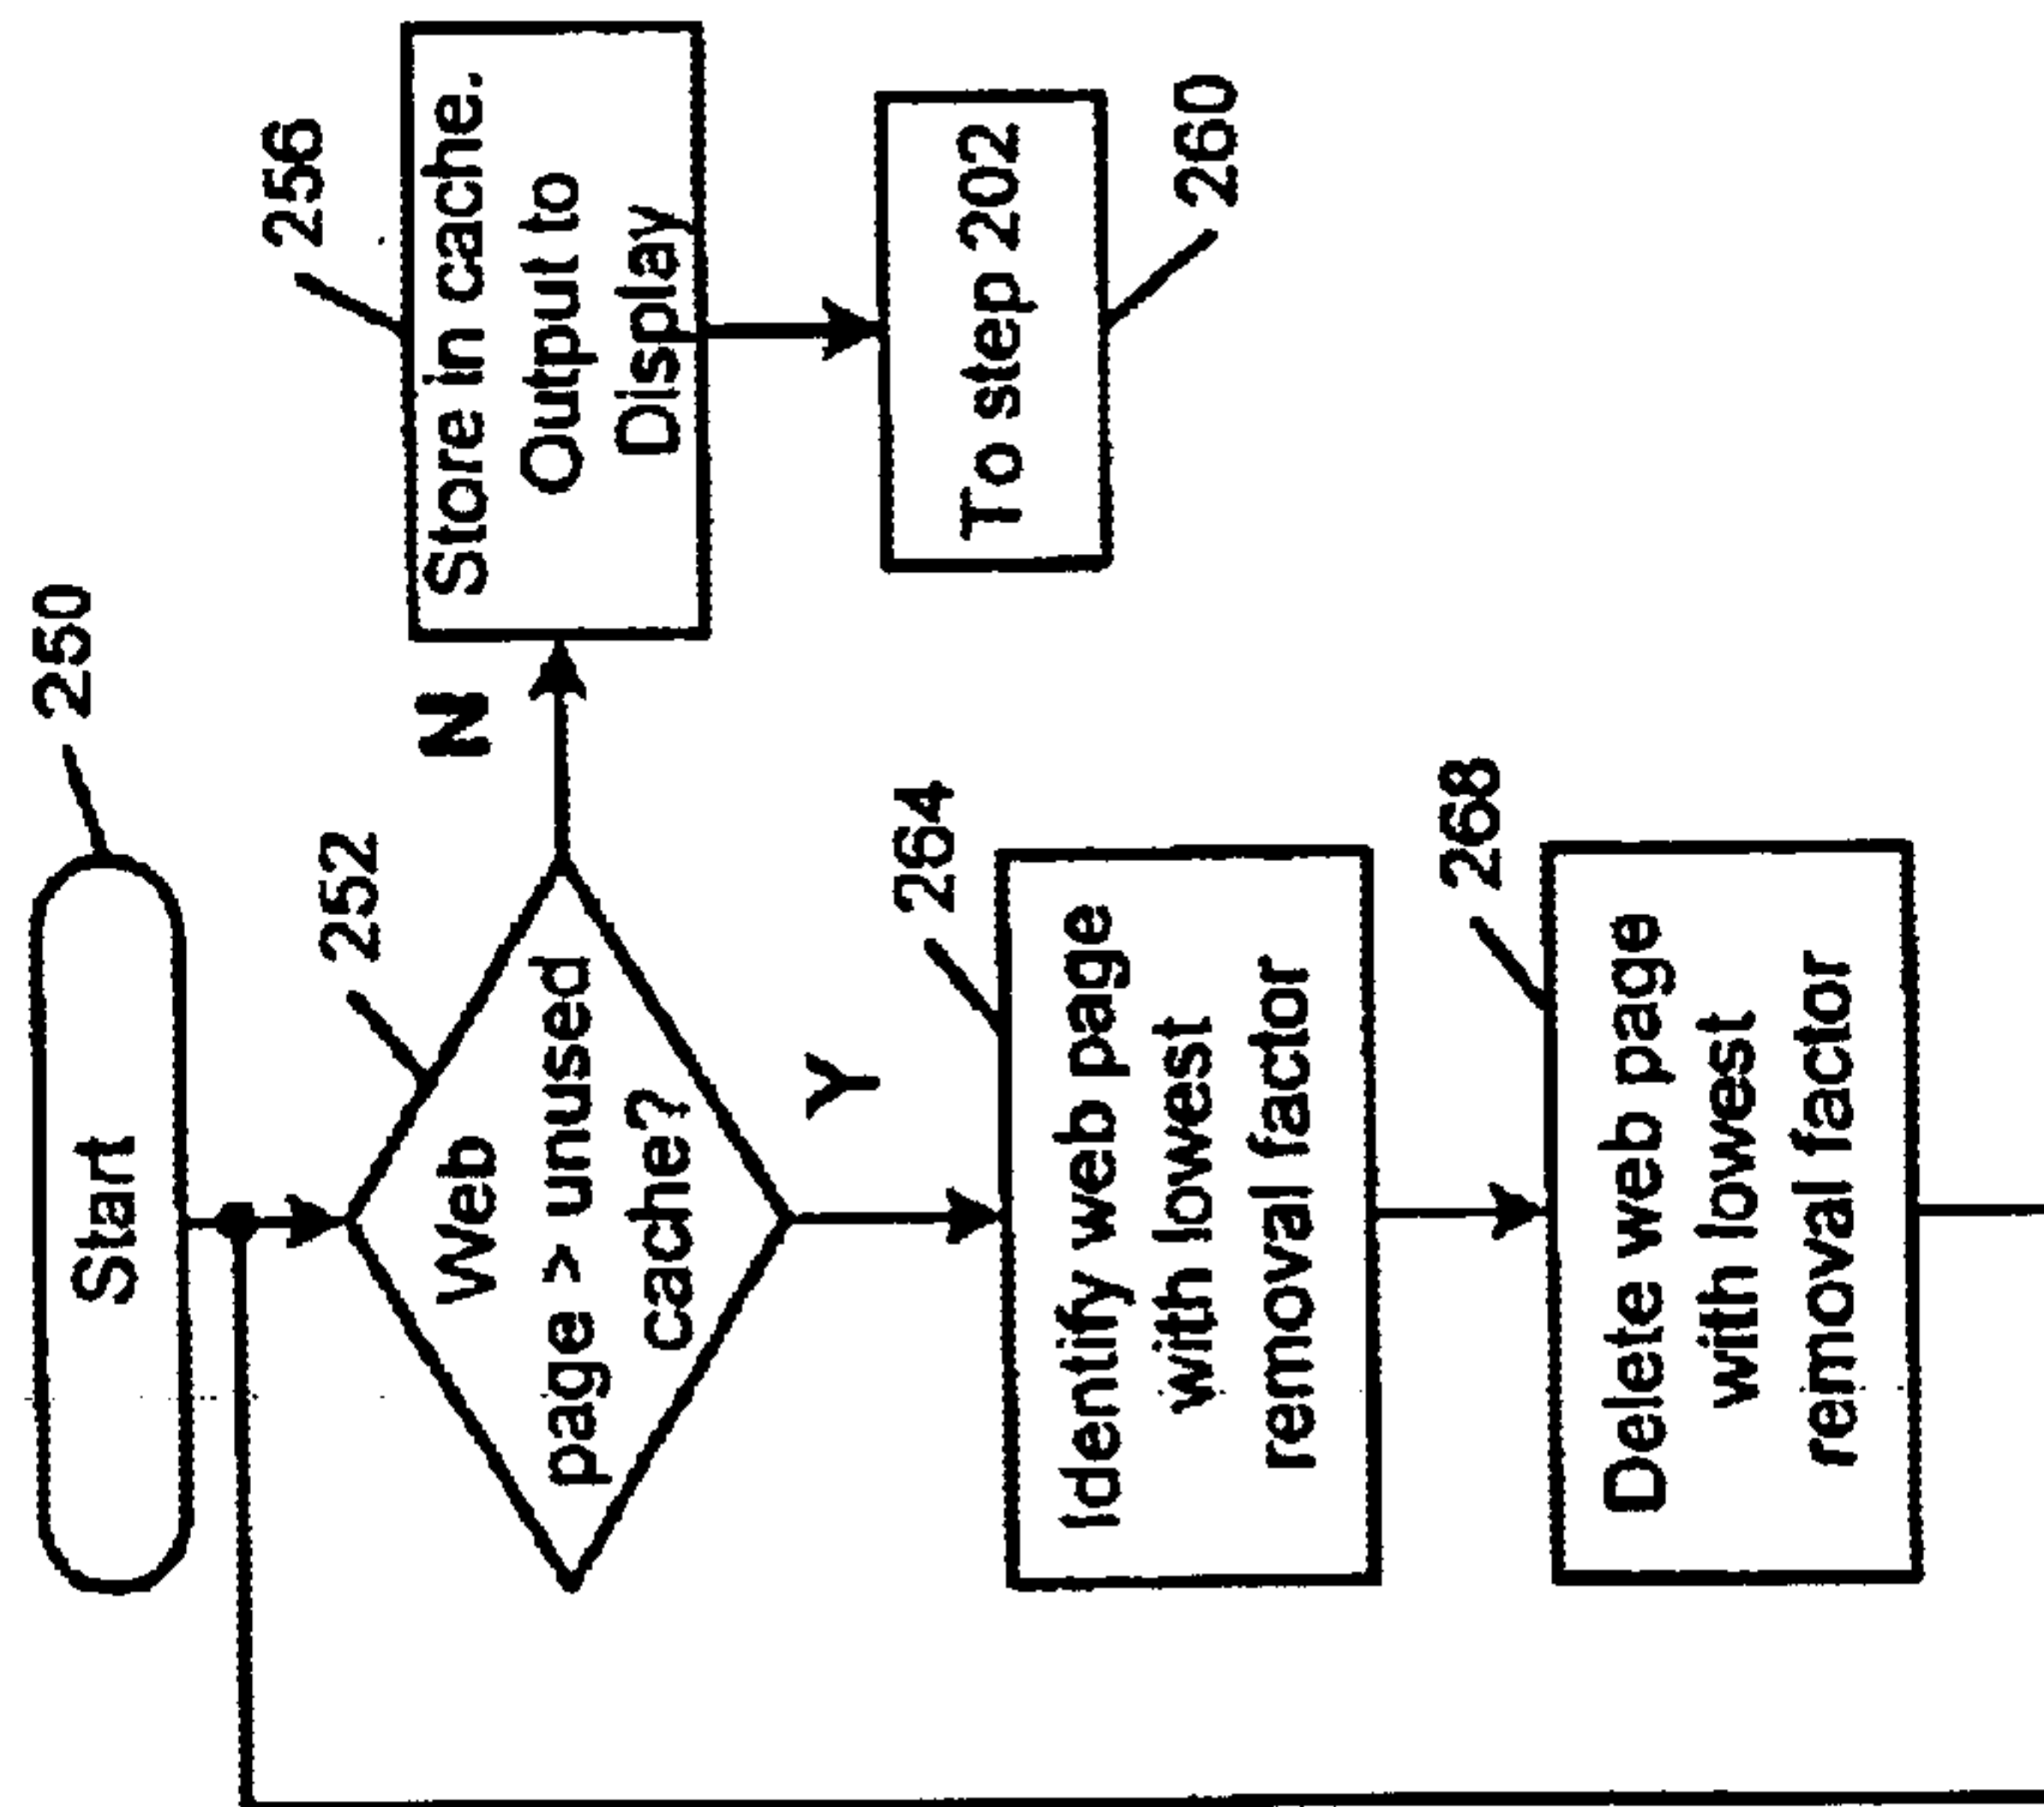 250
Start
252
Web
page > unused
cache?
N
256
Store in cache.
Output to
Display
To step 202
260
Y
264
Identify web page
with lowest
removal factor
268
Delete web page
with lowest
removal factor